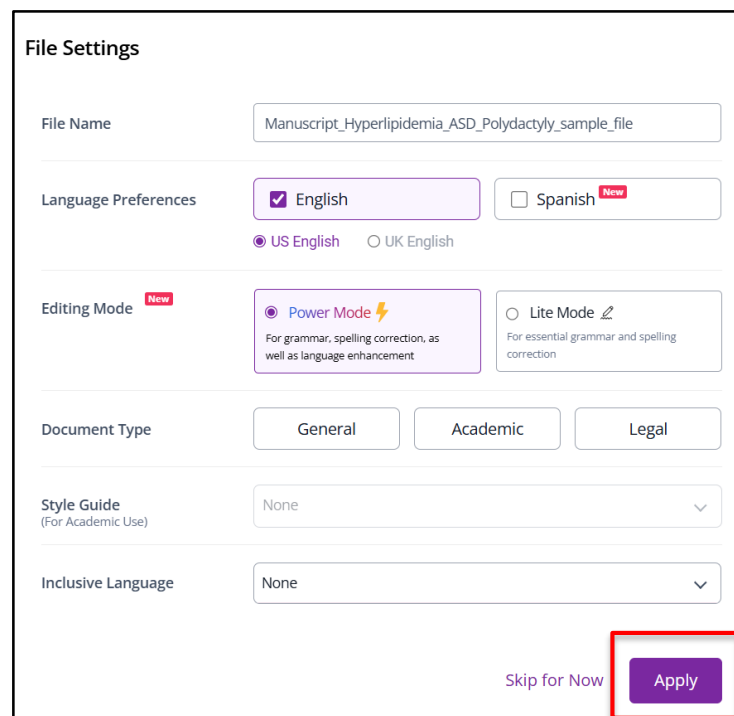 File Settings
File Name
Manuscript_Hyperlipidemia_ASD_Polydactyly_sample_file
Language Preferences
English
Spanish New
US English UK English
Editing Mode New
Power Mode
For grammar, spelling correction, as
well as language enhancement
Lite Mode
For essential grammar and spelling
correction
Document Type
General Academic Legal
Style Guide
(For Academic Use)
None
Inclusive Language
None
Skip for Now Apply